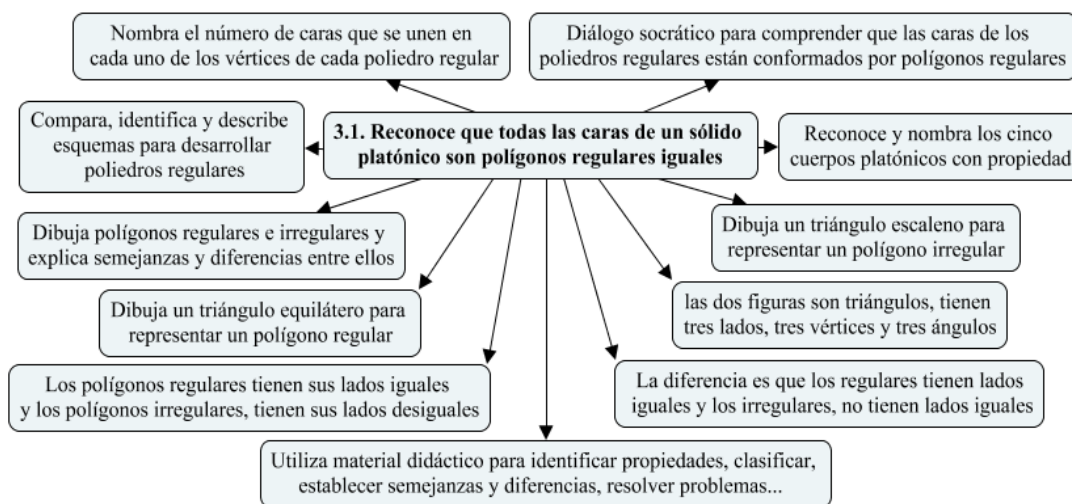 Nombra el número de caras que se unen en
cada uno de los vértices de cada poliedro regular
Diálogo socrático para comprender que las caras de los
poliedros regulares están conformados por polígonos regulares
Compara, identifica y describe
esquemas para desarrollar
poliedros regulares
3.1. Reconoce que todas las caras de un sólido
platónico son polígonos regulares iguales
Reconoce y nombra los cinco
cuerpos platónicos con propiedad
Dibuja polígonos regulares e irregulares y
explica semejanzas y diferencias entre ellos
Dibuja un triángulo escaleno para
representar un polígono irregular
Dibuja un triángulo equilátero para
representar un polígono regular
las dos figuras son triángulos, tienen
tres lados, tres vértices y tres ángulos
Los polígonos regulares tienen sus lados iguales
y los polígonos irregulares, tienen sus lados desiguales
La diferencia es que los regulares tienen lados
iguales y los irregulares, no tienen lados iguales
Utiliza material didáctico para identificar propiedades, clasificar,
establecer semejanzas y diferencias, resolver problemas...